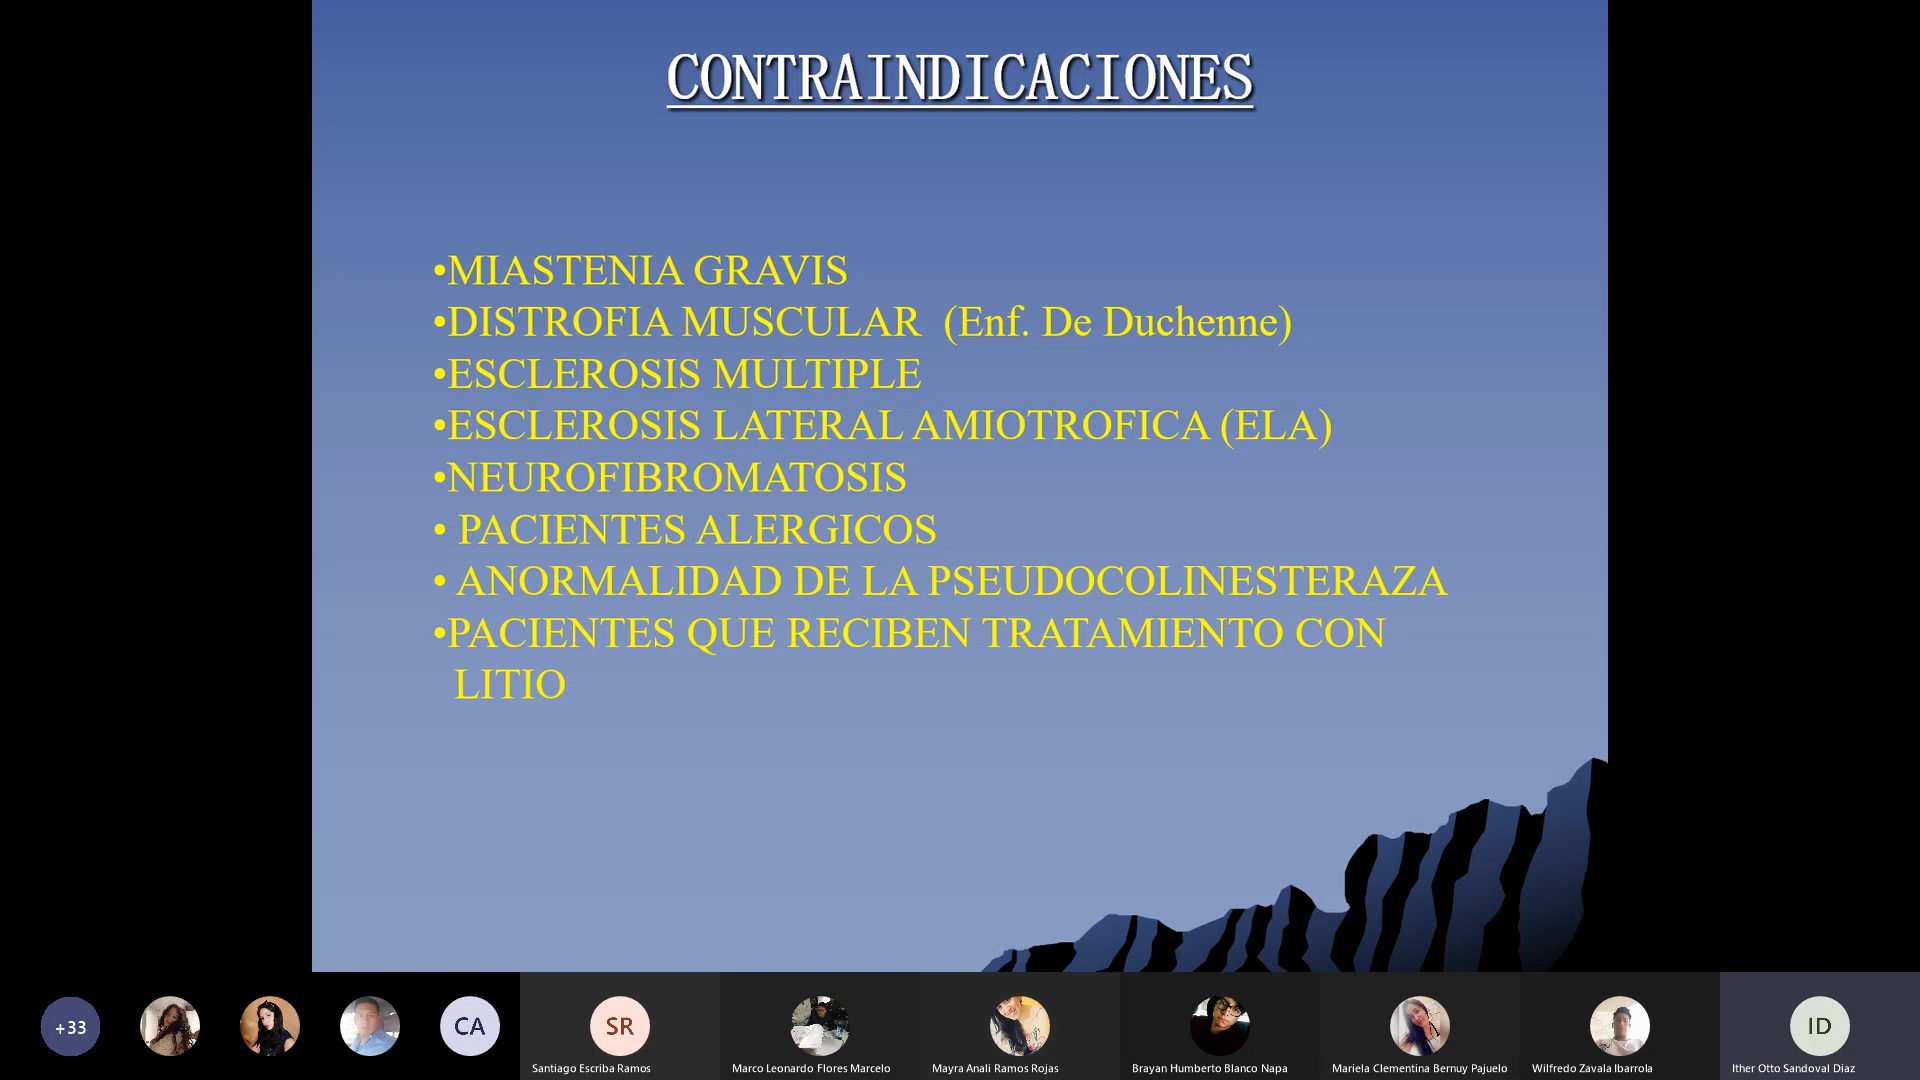 CONTRAINDICACIONES
•MIASTENIA GRAVIS
•DISTROFIA MUSCULAR (Enf. De Duchenne)
•ESCLEROSIS MULTIPLE
•ESCLEROSIS LATERAL AMIOTROFICA (ELA)
•NEUROFIBROMATOSIS
• PACIENTES ALERGICOS
• ANORMALIDAD DE LA PSEUDOCOLINESTERAZA
•PACIENTES QUE RECIBEN TRATAMIENTO CON
LITIO
+33
CA
SR
ID
Santiago Escriba Ramos
Marco Leonardo Flores Marcelo
Mayra Anali Ramos Rojas
Brayan Humberto Blanco Napa
Mariela Clementina Bernuy Pajuelo
Wilfredo Zavala Ibarrola
Ither Otto Sandoval Diaz